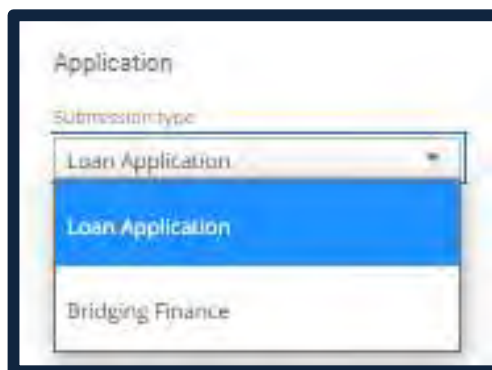 Application
Submission type
Loan Application
Loan Application
Bridging Finance